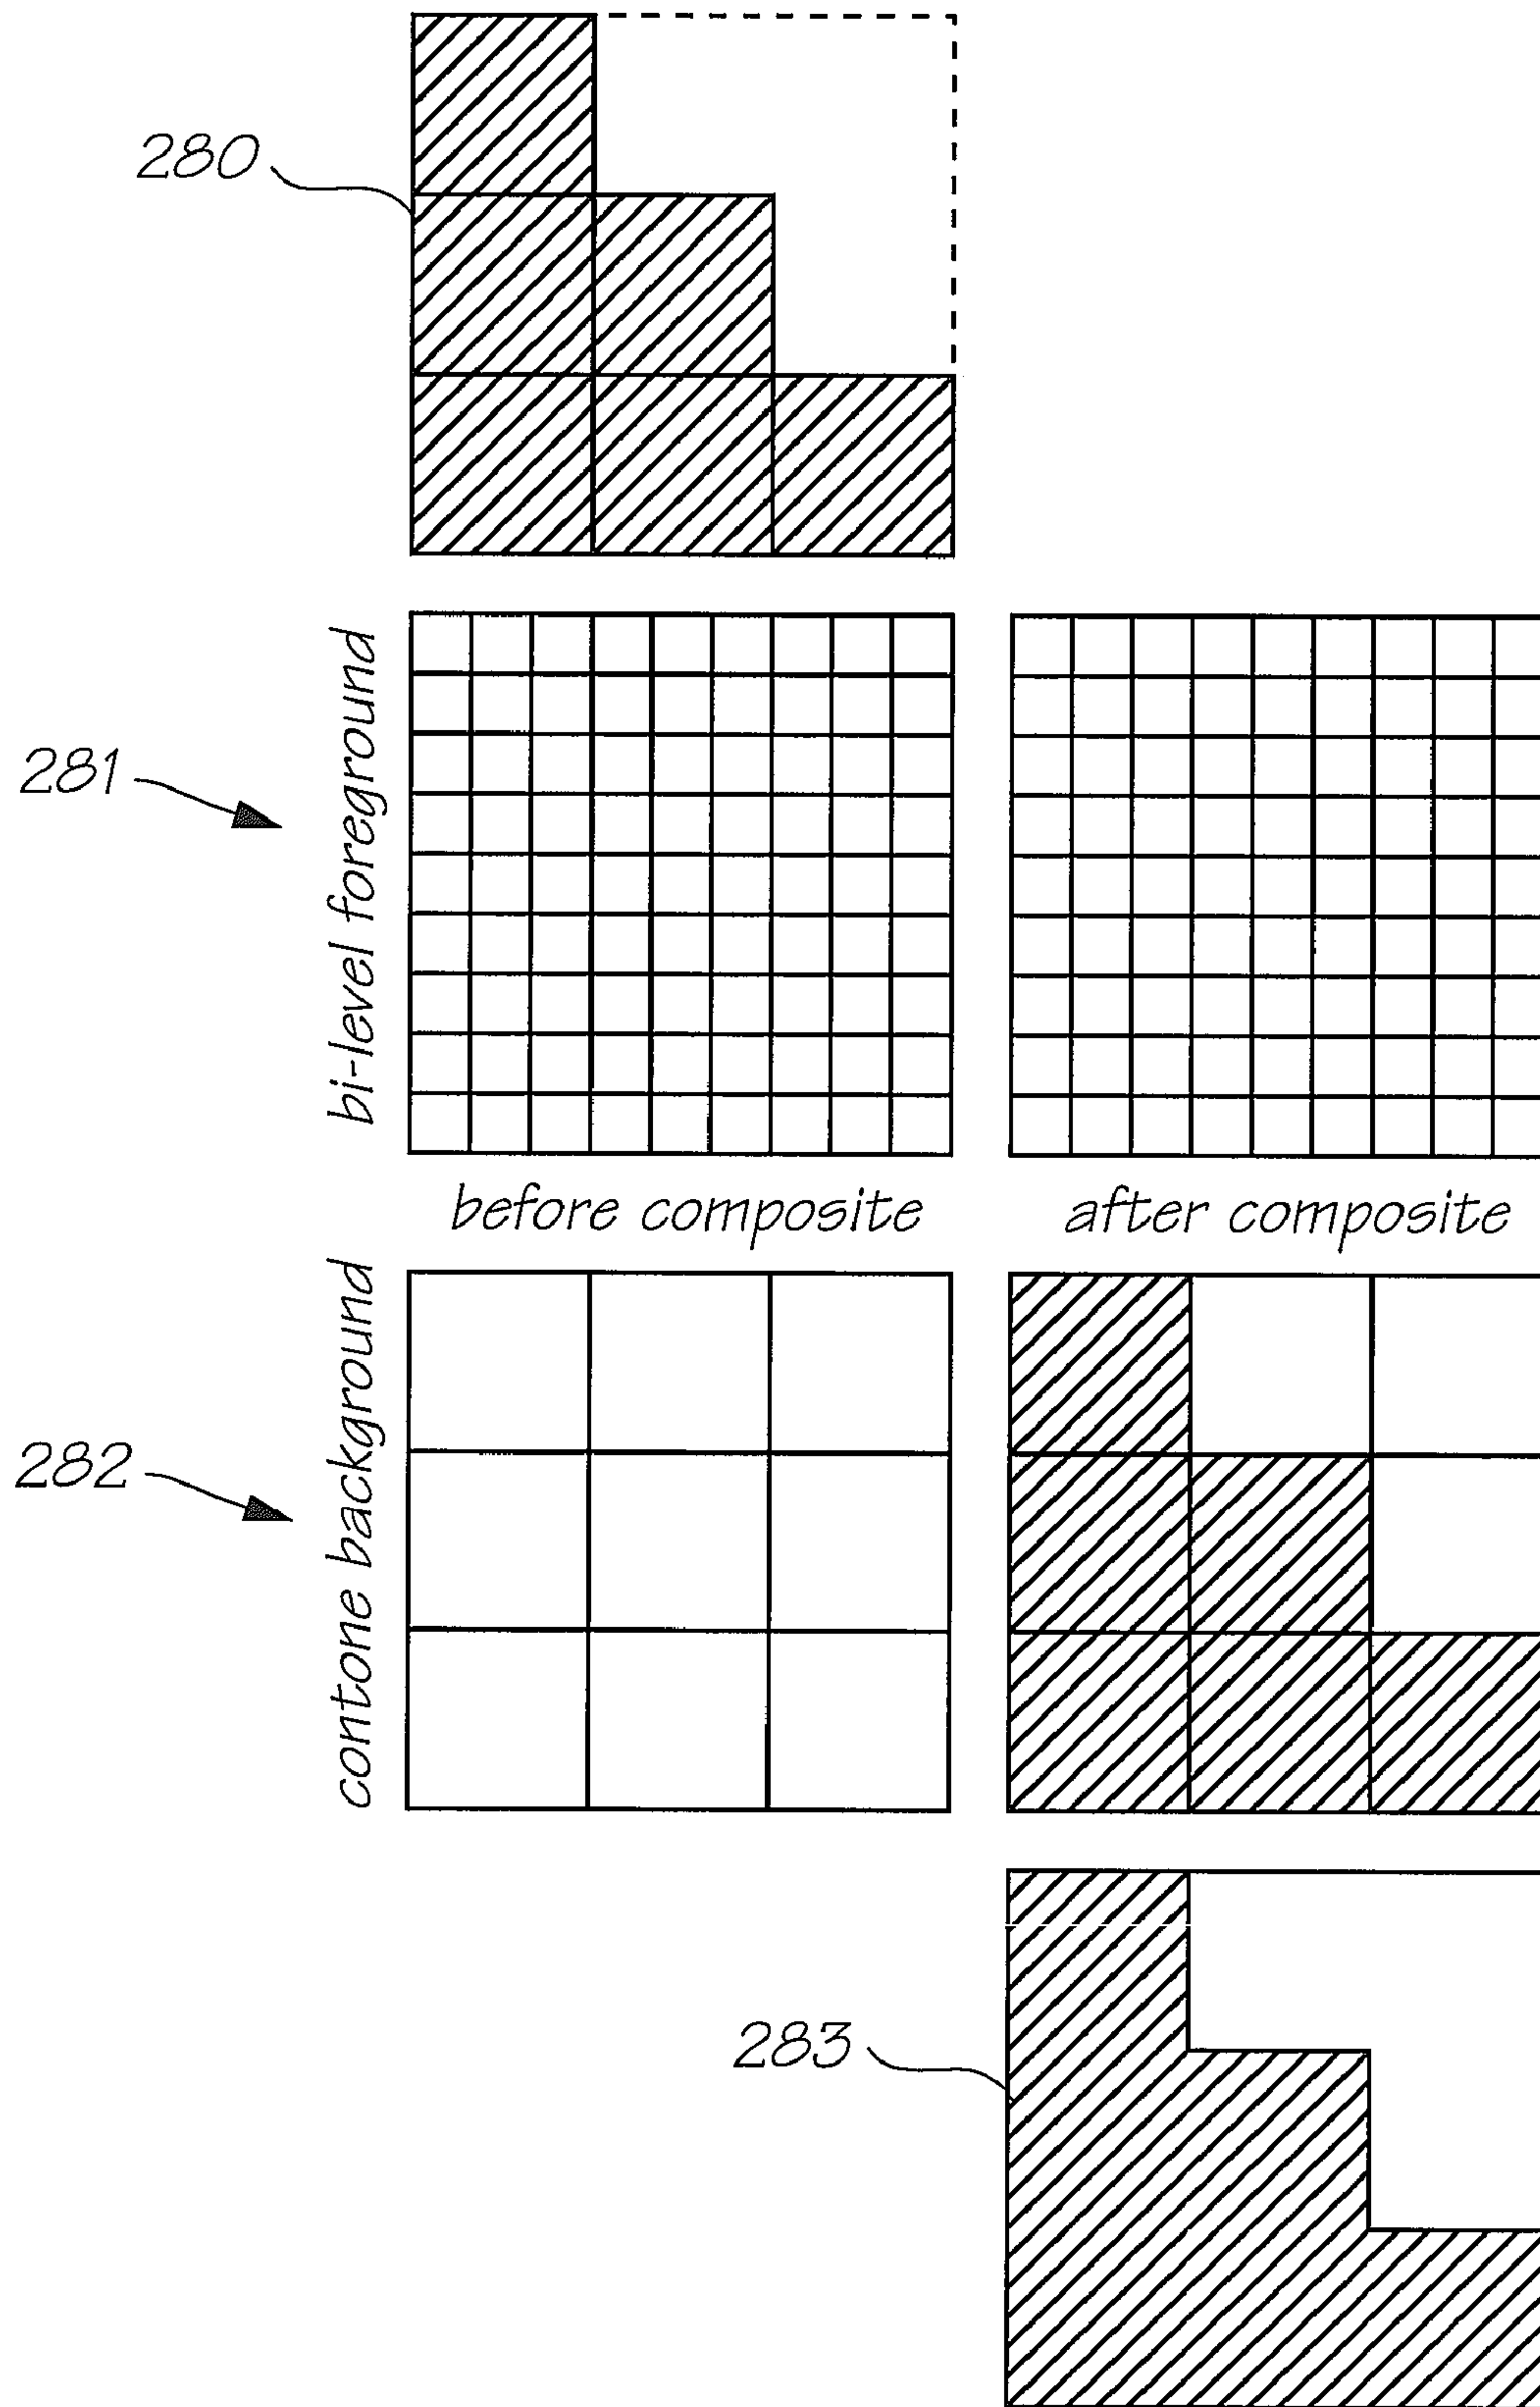 280
281
bi-level foreground
before composite
after composite
282
contone background
283